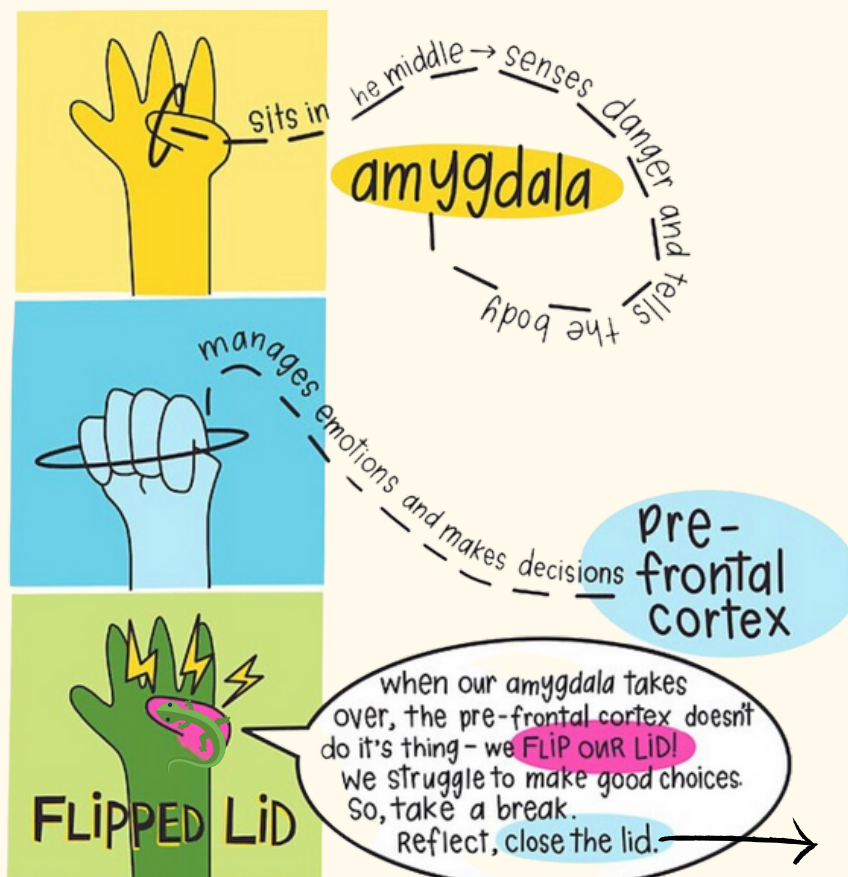 sits in he middle → senses danger and tells the body
amygdala
manages emotions and makes decisions
pre-
frontal
cortex
when our amygdala takes
over, the pre-frontal cortex doesn't
do it's thing - we FLiP OUR LiD!
we struggle to make good choices.
So, take a break.
Reflect, close the lid.
FLiPPED LiD